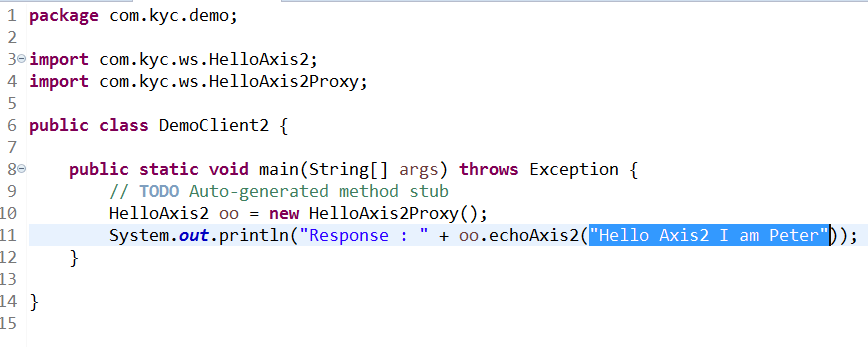 1 package com.kyc.demo;
2
3 import com.kyc.ws.HelloAxis2;
4 import com.kyc.ws.HelloAxis2Proxy;
5
6 public class DemoClient2 {
7
8 public static void main(String[] args) throws Exception {
9 // TODO Auto-generated method stub
10 HelloAxis2 oo = new HelloAxis2Proxy();
11 System.out.println("Response : " + oo.echoAxis2("Hello Axis2 I am Peter"));
12 }
13
14 }
15